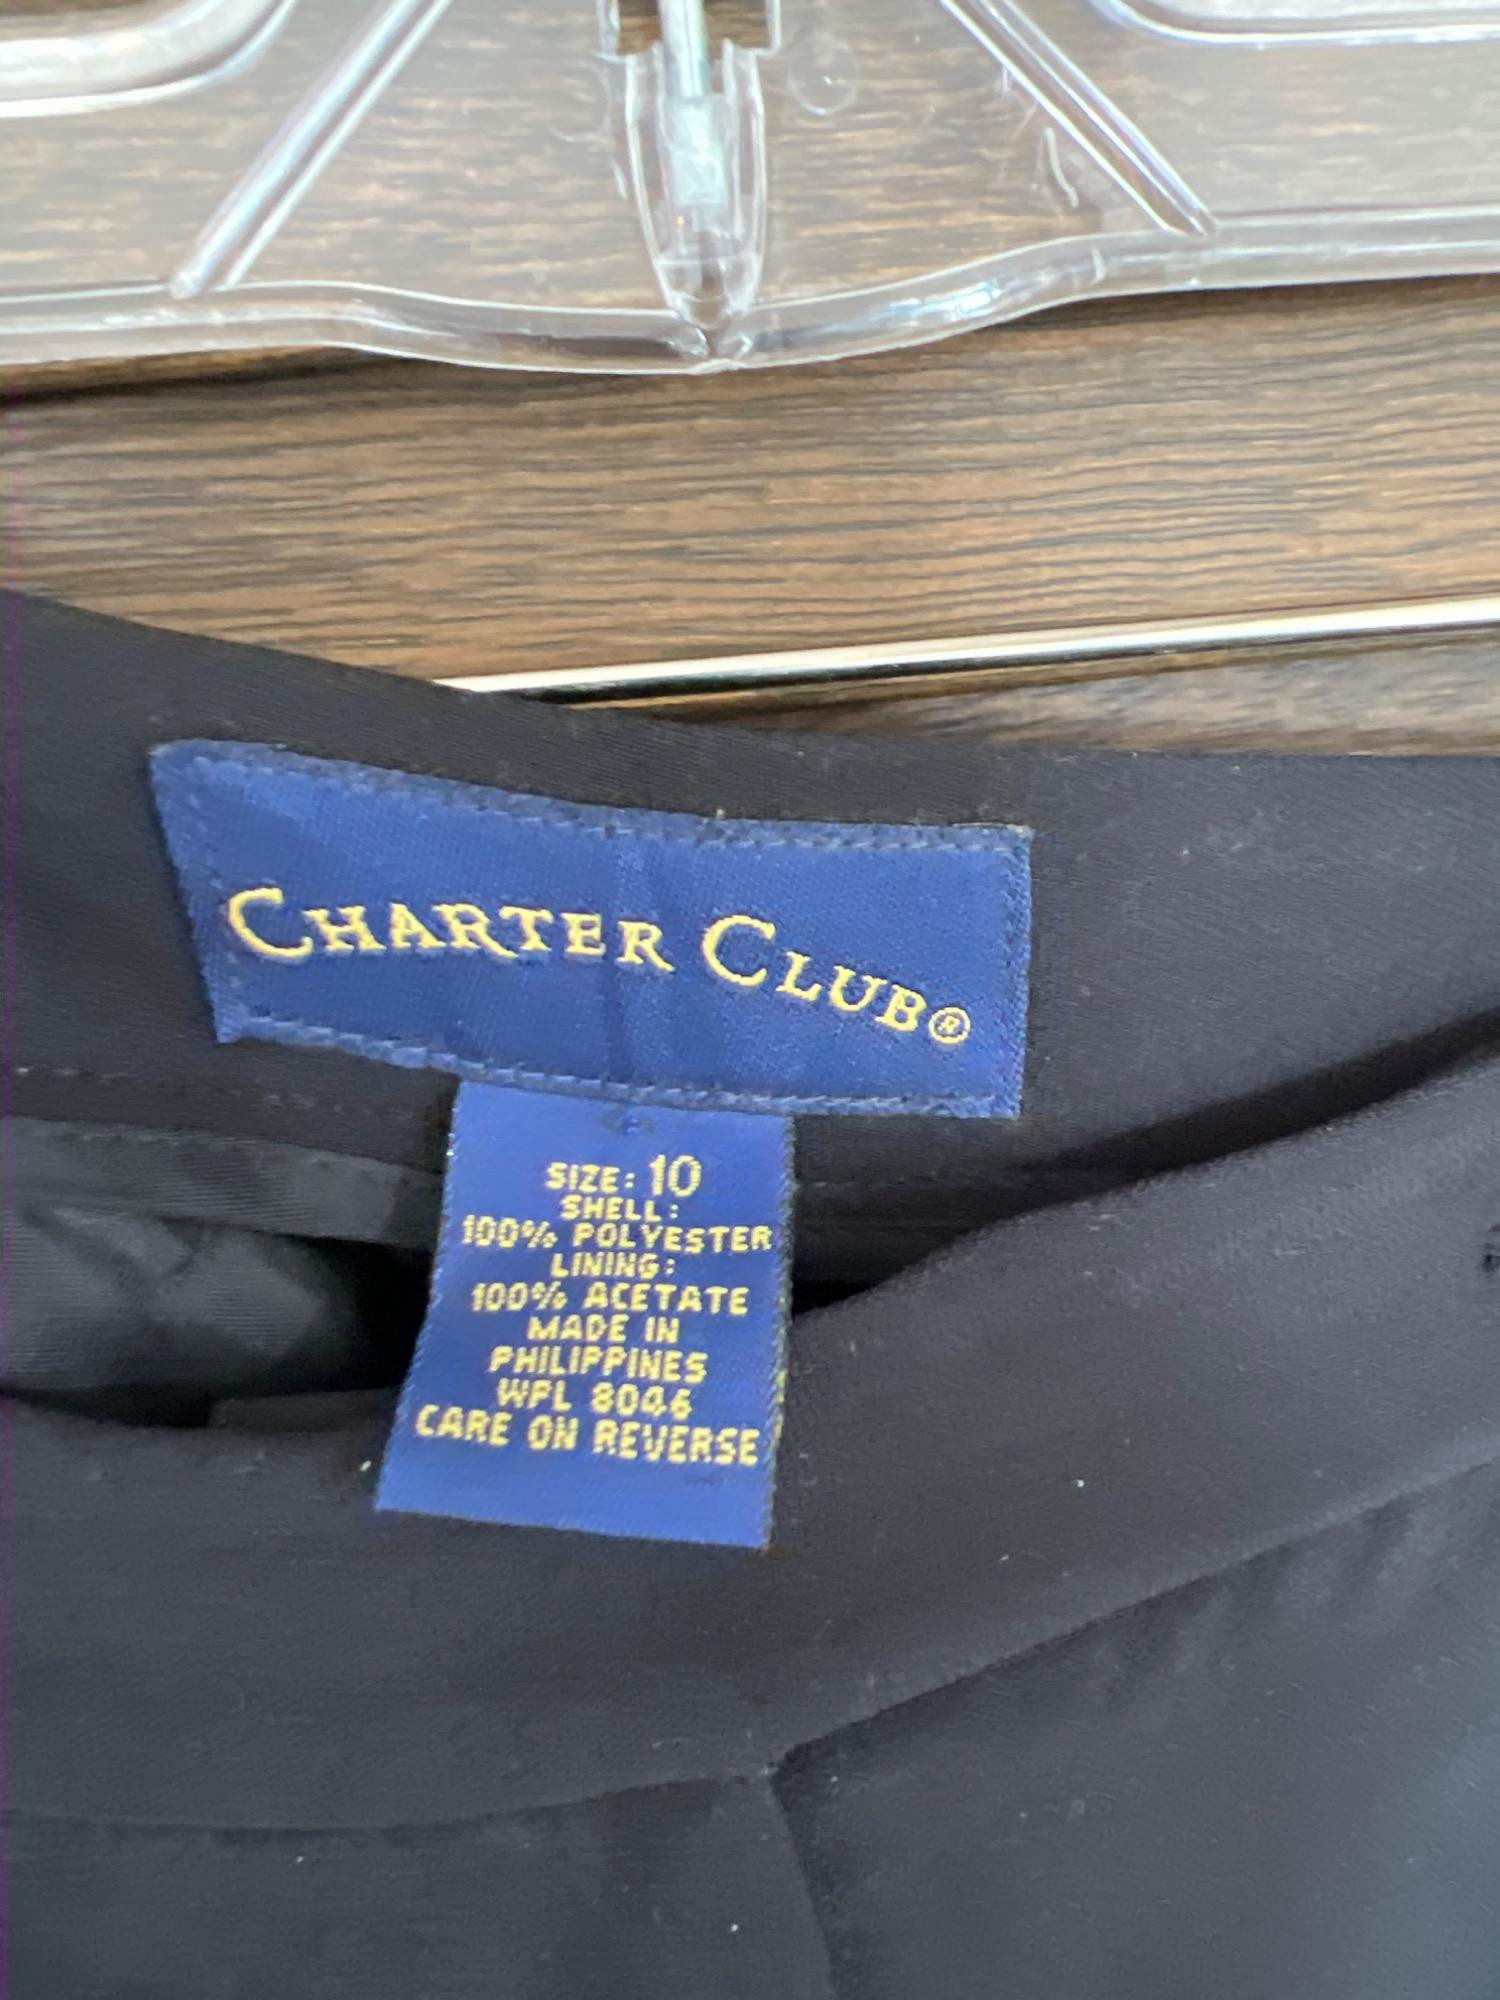 CHARTER CLUB®
SIZE: 10
SHELL:
100% POLYESTER
LINING:
100% ACETATE
MADE IN
PHILIPPINES
WPL 8046
CARE ON REVERSE